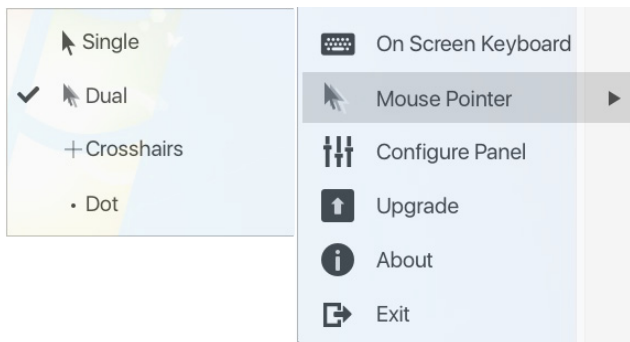 Single
Dual
Crosshairs
Dot
On Screen Keyboard
Mouse Pointer
Configure Panel
Upgrade
About
Exit